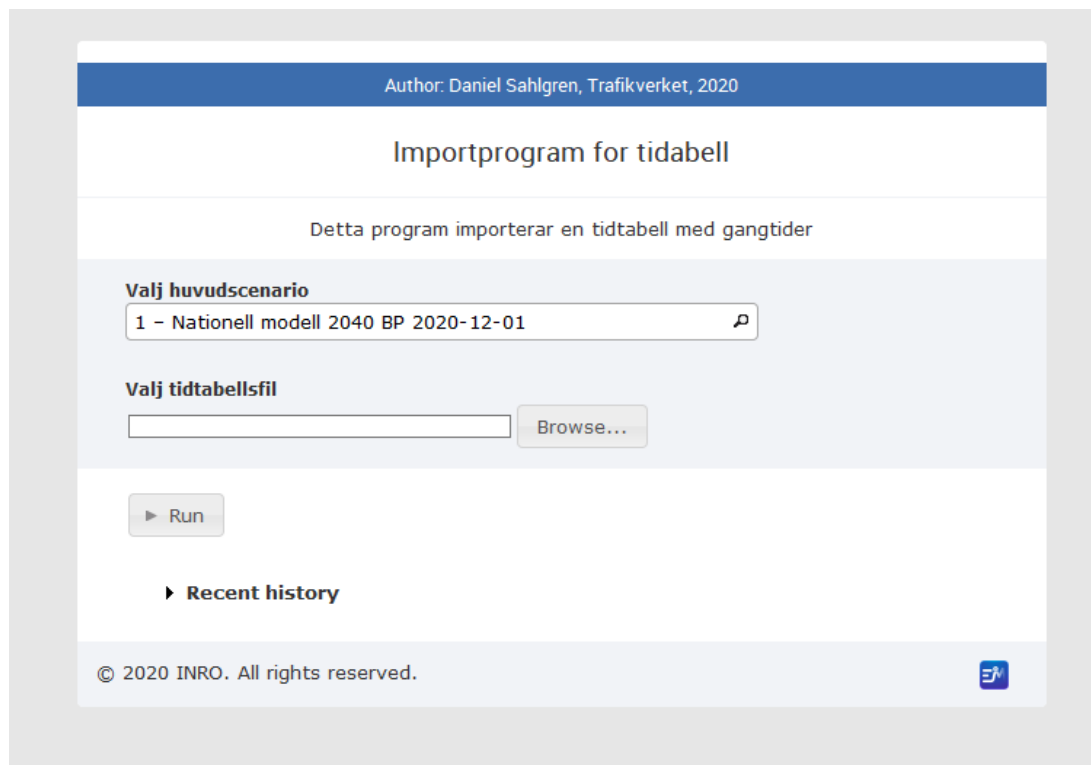 Author: Daniel Sahlgren, Trafikverket, 2020
Importprogram for tidabell
Detta program importerar en tidtabell med gangtider
Valj huvudscenario
1 – Nationell modell 2040 BP 2020-12-01
Valj tidtabellsfil
Browse...
Run
Recent history
© 2020 INRO. All rights reserved.